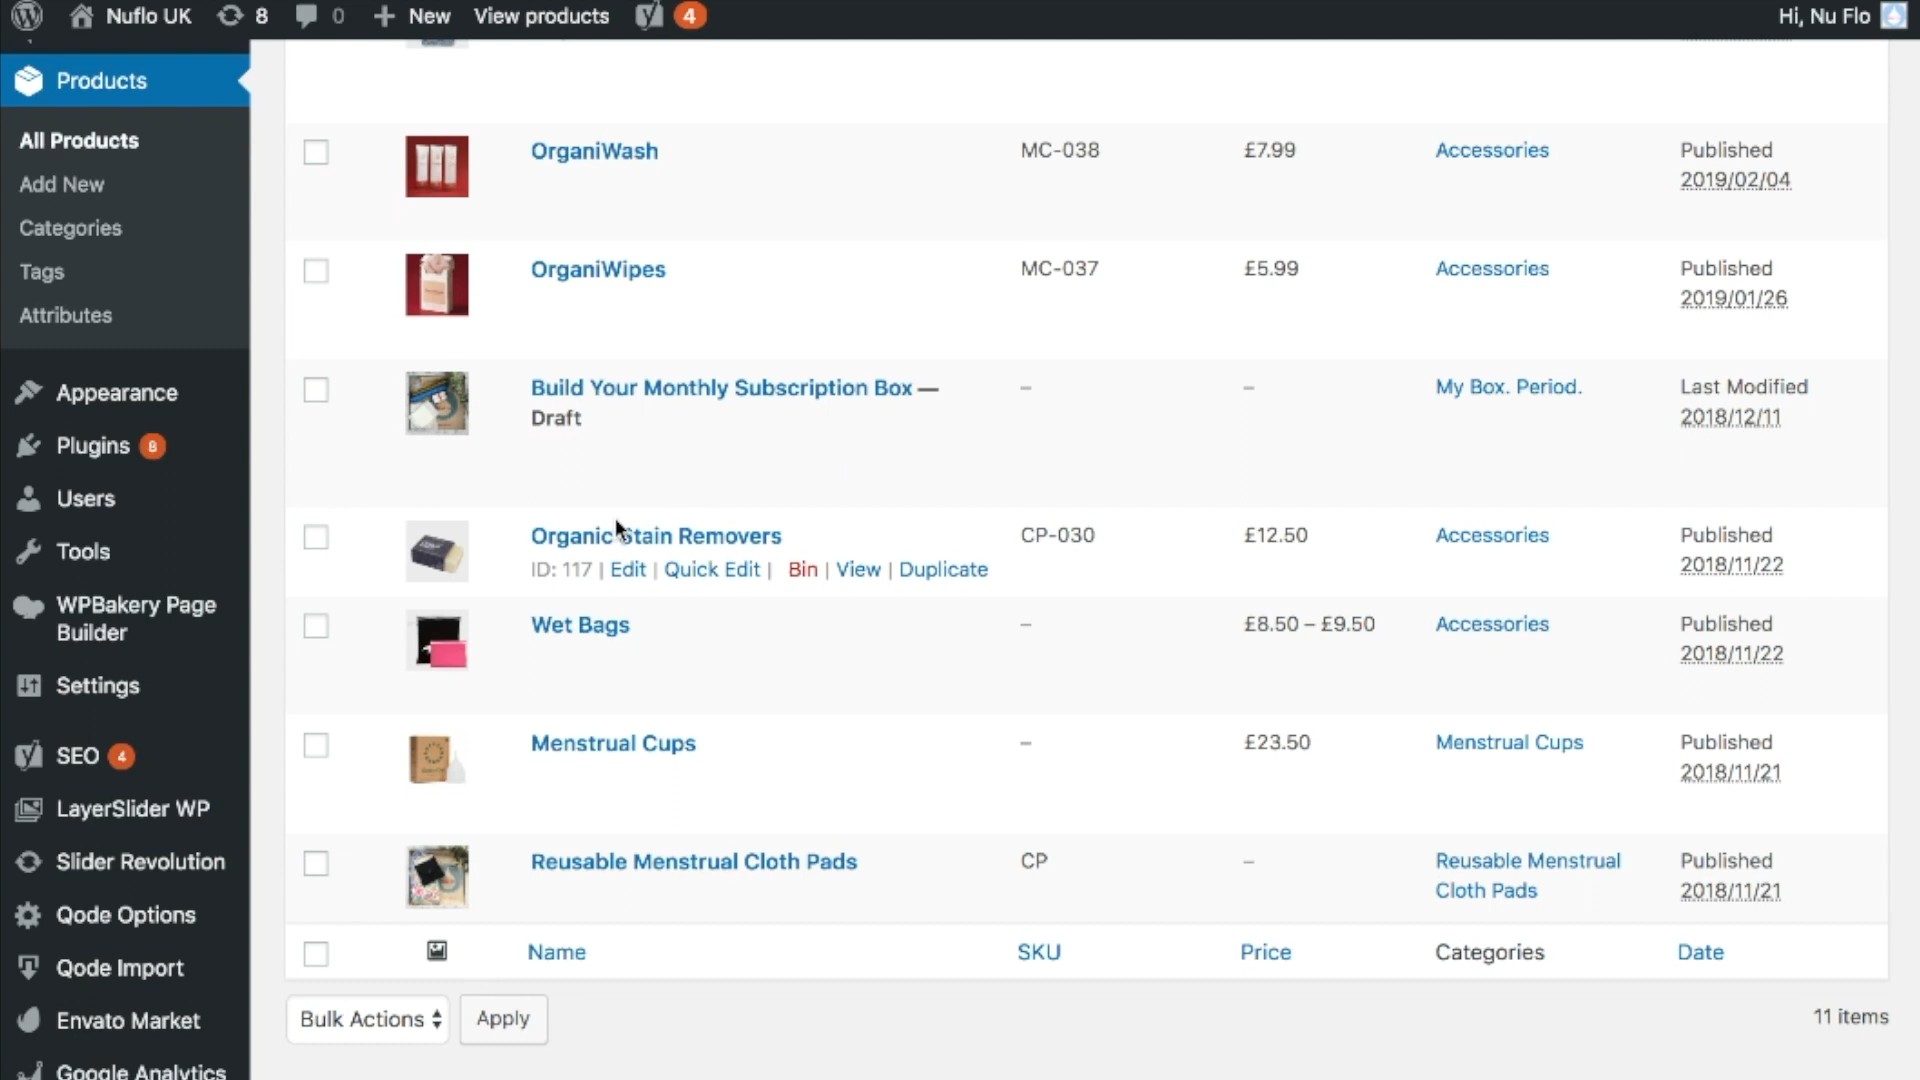 Nuflo UK 8 0 New View products 4 Hi, Nu Flo
Products
All Products
Add New
Categories
Tags
Attributes
Appearance
Plugins 8
Users
Tools
WPBakery Page
Builder
Settings
SEO 4
LayerSlider WP
Slider Revolution
Qode Options
Qode Import
Envato Market
Google Analytics
OrganiWash MC-038 £7.99 Accessories Published
2019/02/04
OrganiWipes MC-037 £5.99 Accessories Published
2019/01/26
Build Your Monthly Subscription Box — – – My Box. Period. Last Modified
Draft 2018/12/11
Organic Stain Removers CP-030 £12.50 Accessories Published
ID: 117 | Edit | Quick Edit | Bin | View | Duplicate 2018/11/22
Wet Bags – £8.50 – £9.50 Accessories Published
2018/11/22
Menstrual Cups – £23.50 Menstrual Cups Published
2018/11/21
Reusable Menstrual Cloth Pads CP – Reusable Menstrual Published
Cloth Pads 2018/11/21
Name SKU Price Categories Date
Bulk Actions Apply 11 items